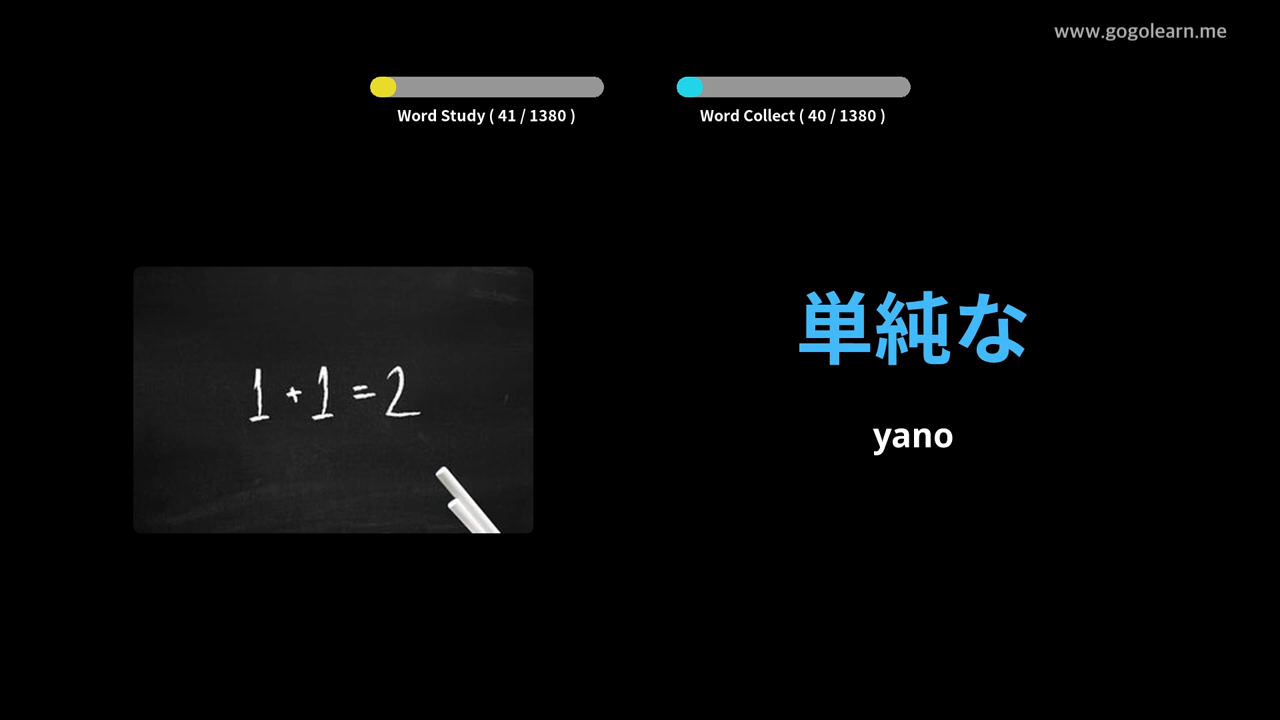 www.gogolearn.me
Word Study ( 41 / 1380 )
Word Collect ( 40 / 1380 )
1 + 1 = 2
単純な
yano